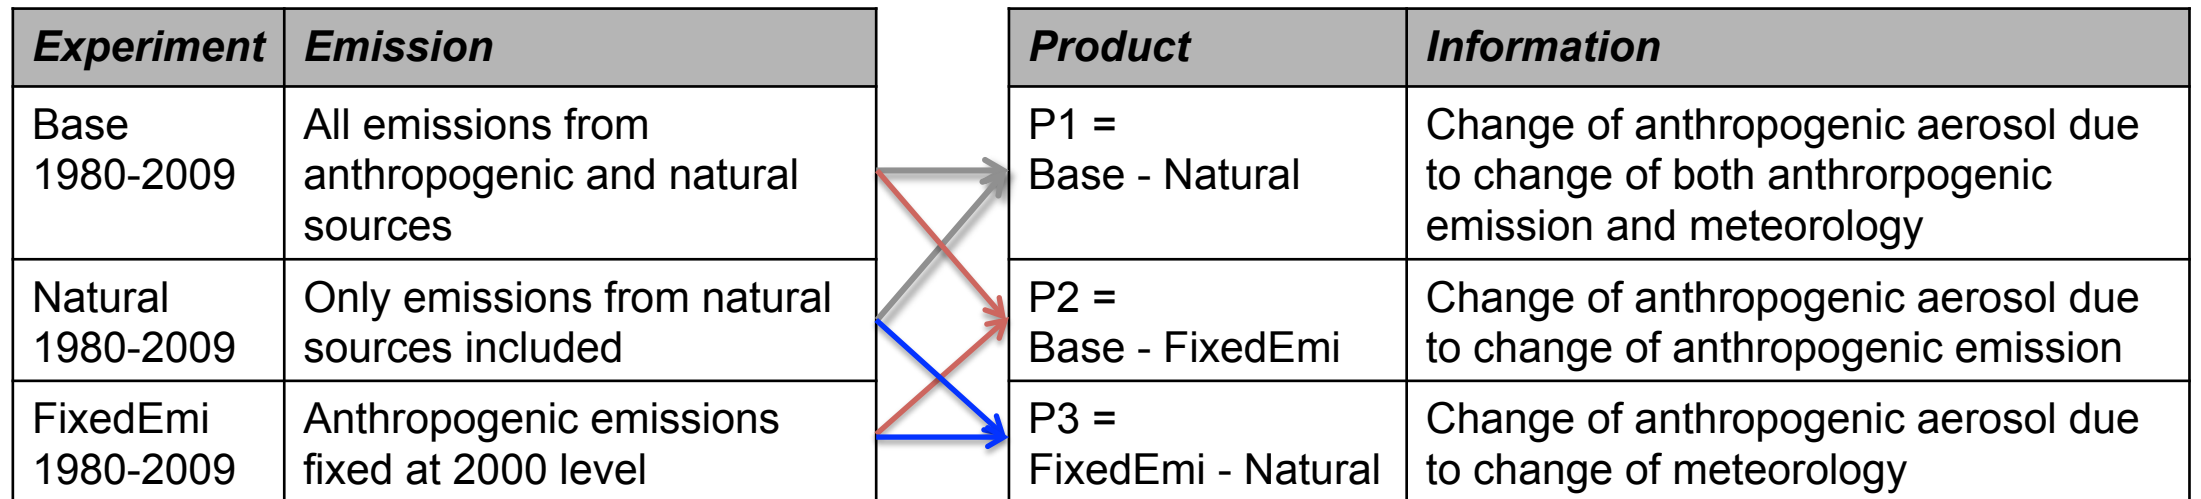 Experiment Emission
Base
1980-2009
All emissions from
anthropogenic and natural
sources
Natural
1980-2009
Only emissions from natural
sources included
FixedEmi
1980-2009
Anthropogenic emissions
fixed at 2000 level
Product Information
P1 =
Base - Natural
Change of anthropogenic aerosol due
to change of both anthrorpogenic
emission and meteorology
P2 =
Base - FixedEmi
Change of anthropogenic aerosol due
to change of anthropogenic emission
P3 =
FixedEmi - Natural
Change of anthropogenic aerosol due
to change of meteorology